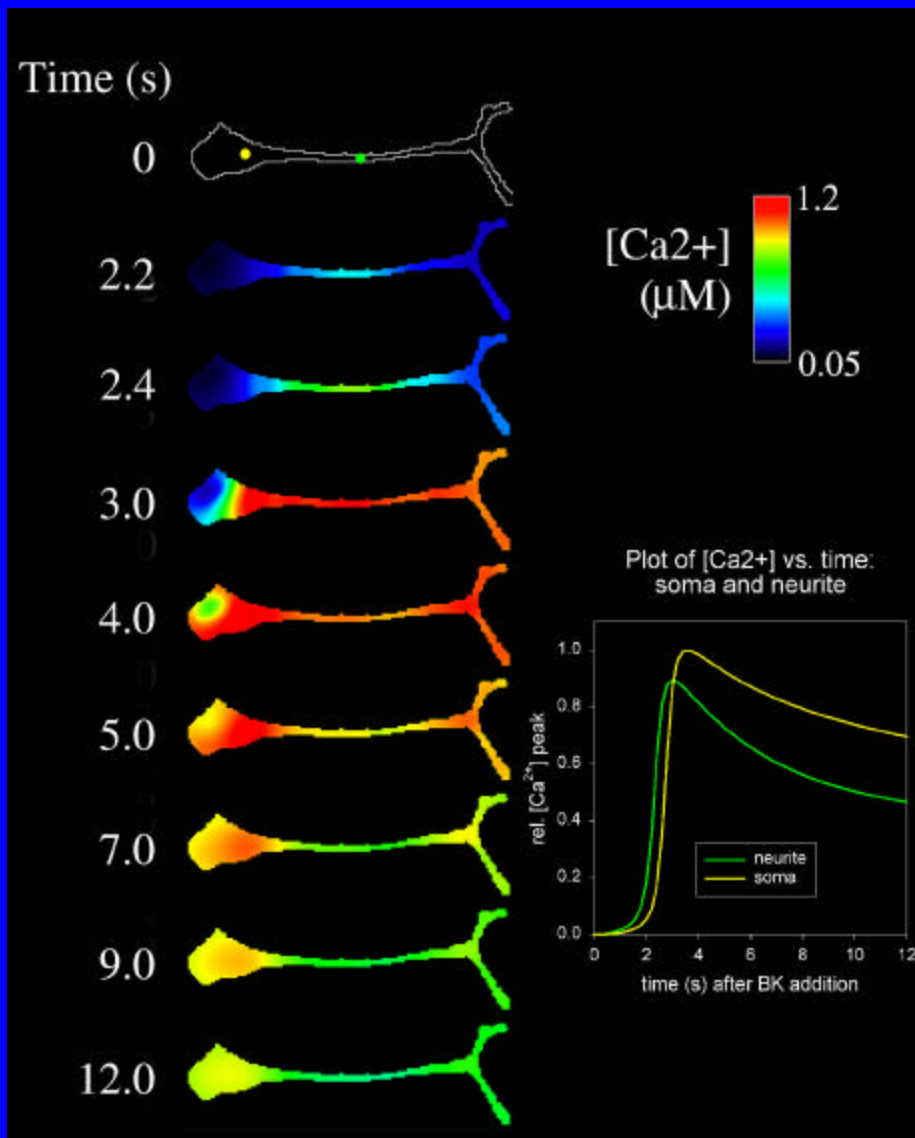 Time (s)
0
2.2
2.4
3.0
4.0
5.0
7.0
9.0
12.0
[Ca2+]
(μM)
1.2
0.05
Plot of [Ca2+] vs. time:
soma and neurite
rel. [Ca²⁺] peak
1.0
0.8
0.6
0.4
0.2
0.0
neurite
soma
0 2 4 6 8 10 12
time (s) after BK addition